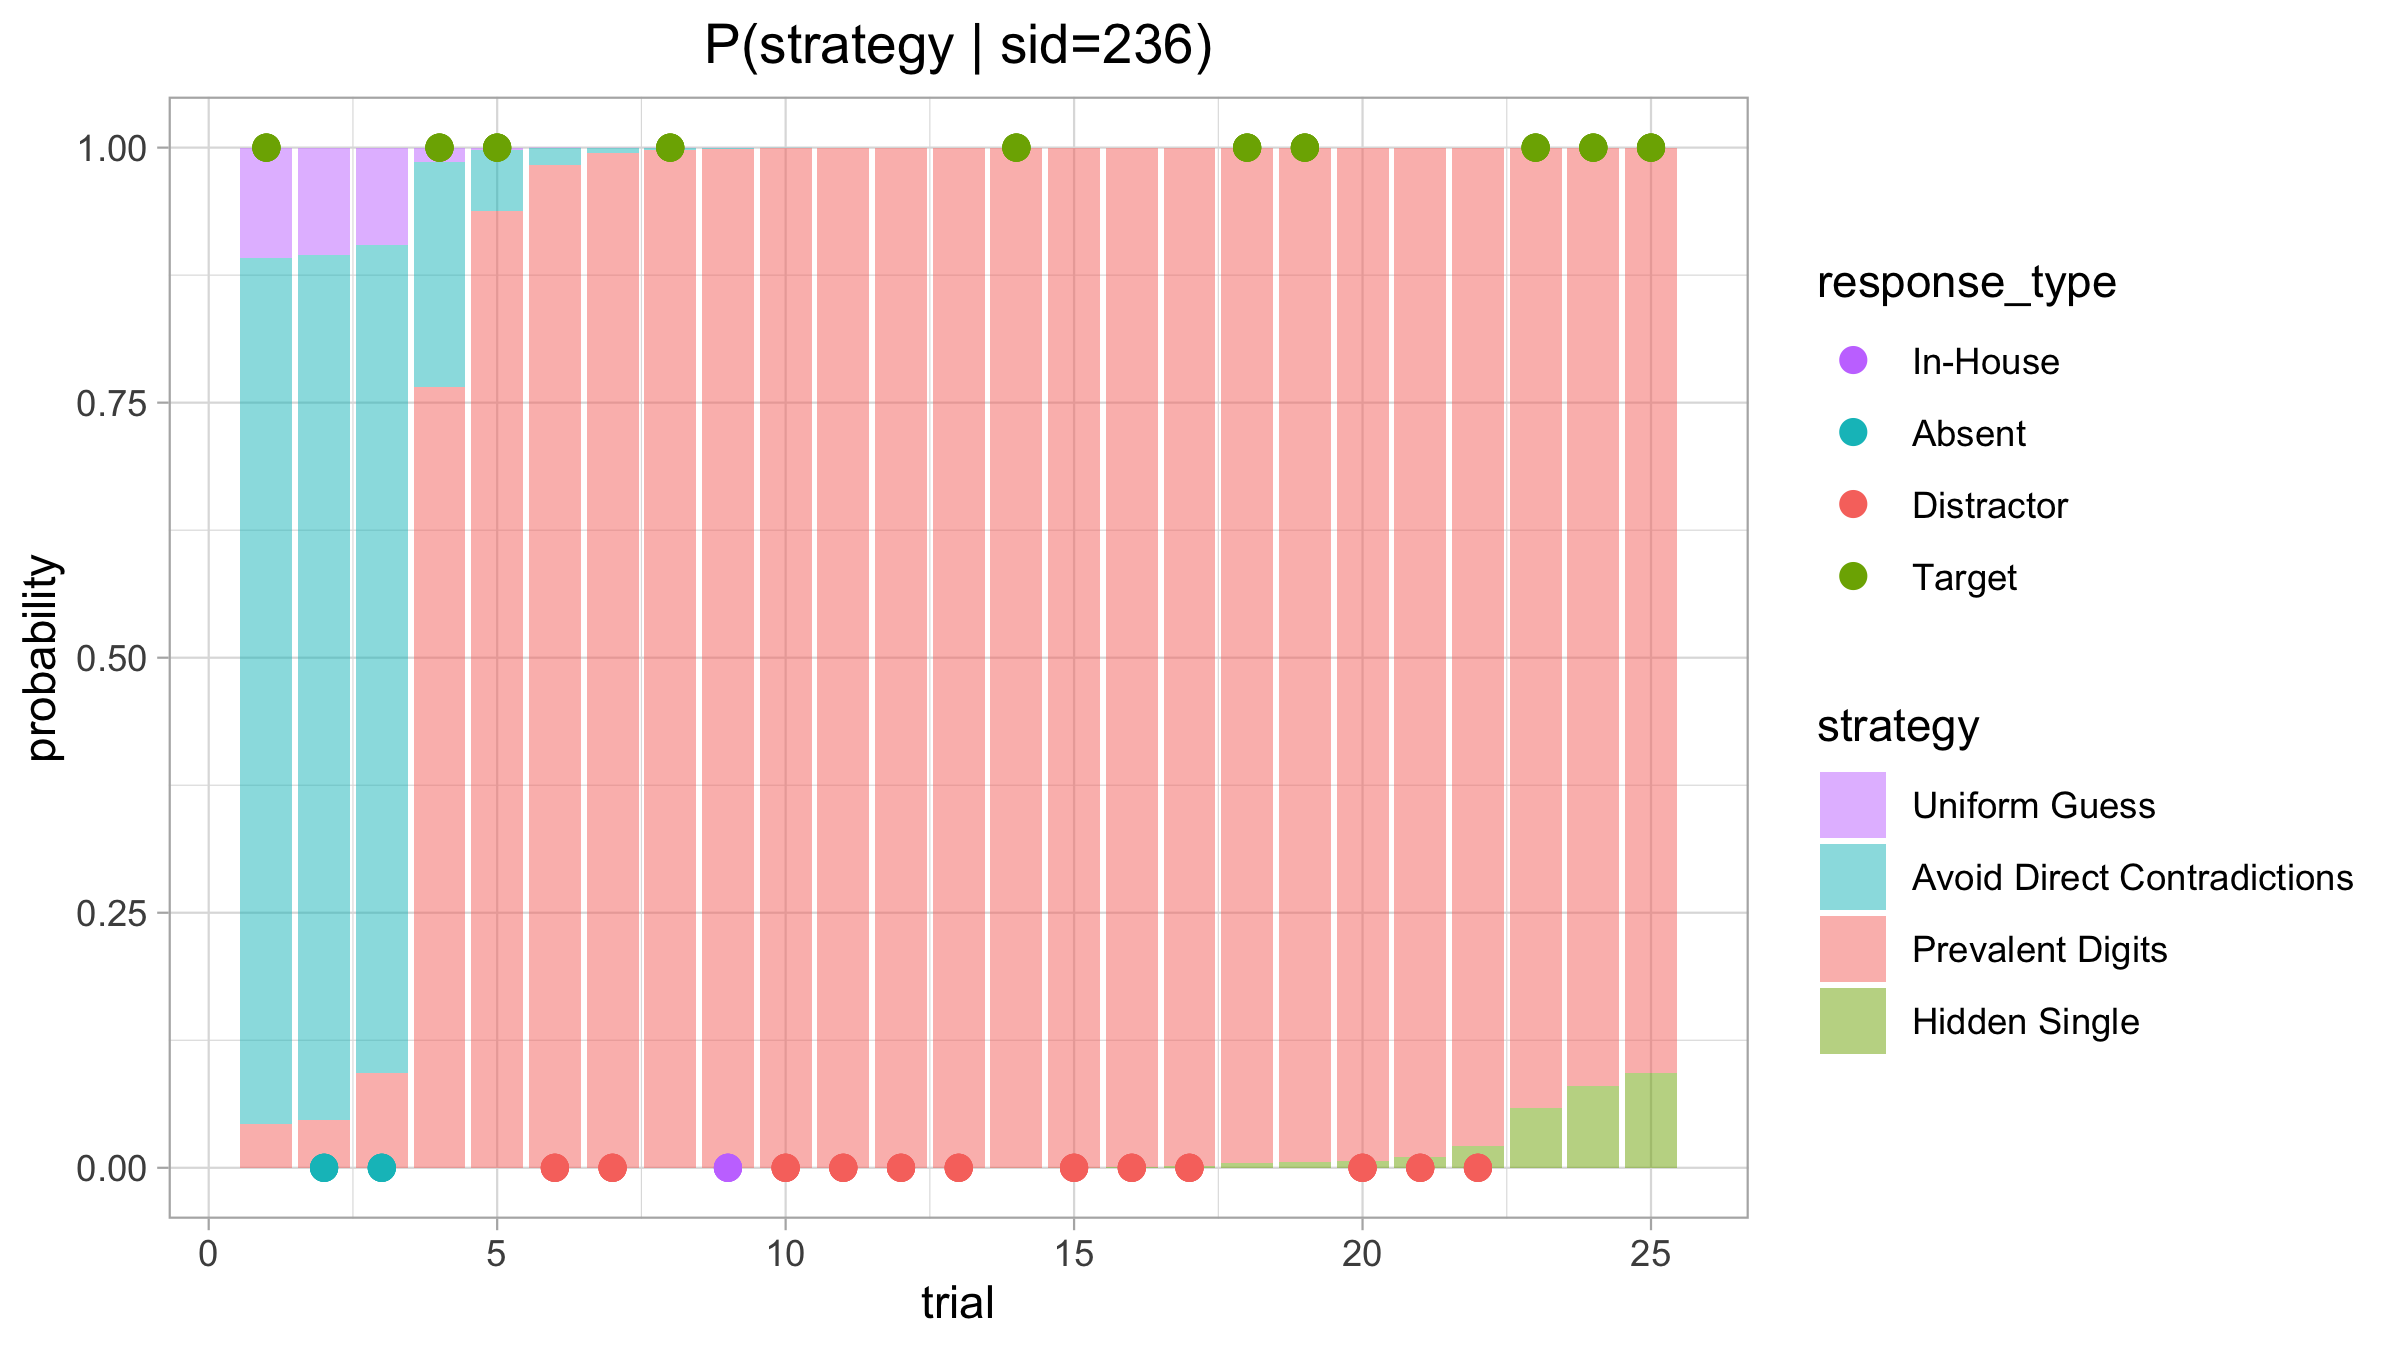 P(strategy | sid=236)
probability
1.00
0.75
0.50
0.25
0.00
0
5
10
15
20
25
trial
response_type
In-House
Absent
Distractor
Target
strategy
Uniform Guess
Avoid Direct Contradictions
Prevalent Digits
Hidden Single